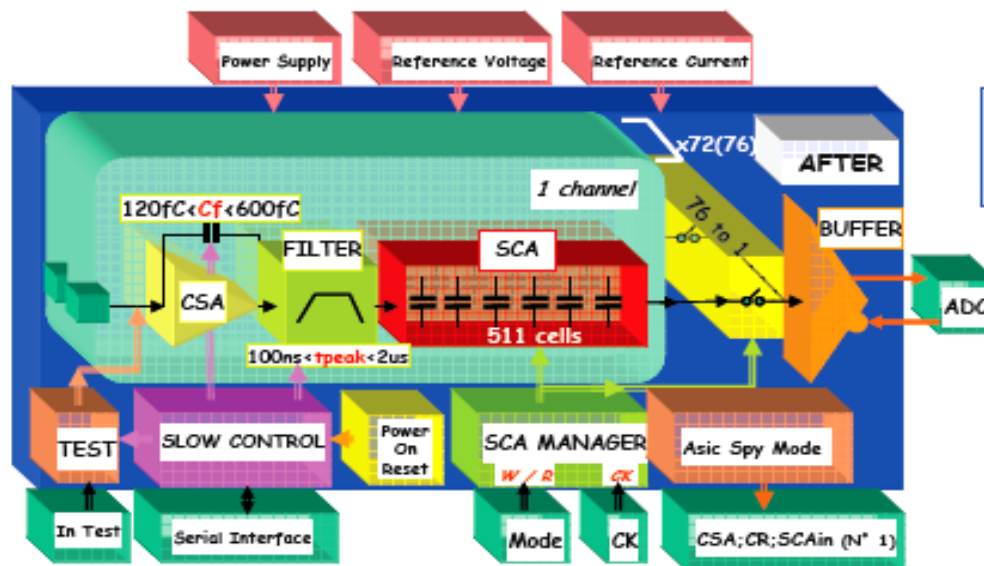 Power Supply
Reference Voltage
Reference Current
x72(76)
AFTER
1 channel
120fC<Cf<600fC
76 to 1
BUFFER
FILTER
SCA
CSA
ADC
511 cells
100ns<tpeak<2us
TEST
SLOW CONTROL
Power
On
Reset
SCA MANAGER
W / R
CK
Asic Spy Mode
In Test
Serial Interface
Mode
CK
CSA;CR;SCAin (N° 1)